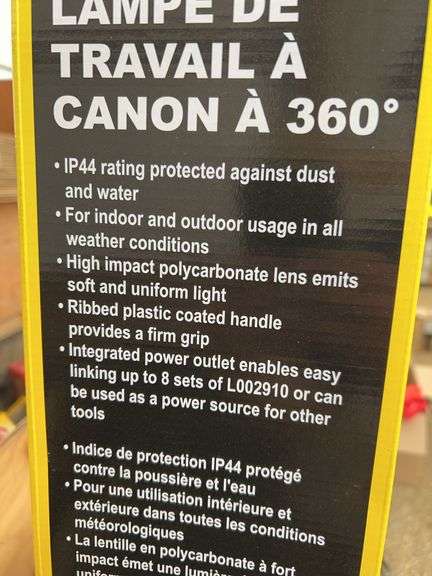 LAMPE DE
TRAVAIL À
CANON À 360°
• IP44 rating protected against dust
and water
• For indoor and outdoor usage in all
weather conditions
• High impact polycarbonate lens emits
soft and uniform light
• Ribbed plastic coated handle
provides a firm grip
• Integrated power outlet enables easy
linking up to 8 sets of L002910 or can
be used as a power source for other
tools
• Indice de protection IP44 protégé
contre la poussière et l'eau
• Pour une utilisation intérieure et
extérieure dans toutes les conditions
météorologiques
• La lentille en polycarbonate à fort
impact émet une lumière